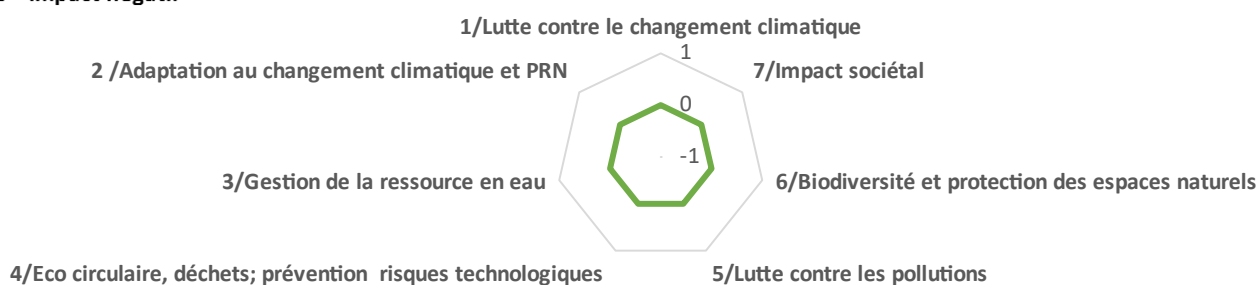 1/Lutte contre le changement climatique
1
2 /Adaptation au changement climatique et PRN
7/Impact sociétal
0
-1
3/Gestion de la ressource en eau
6/Biodiversité et protection des espaces naturels
4/Eco circulaire, déchets; prévention  risques technologiques
5/Lutte contre les pollutions